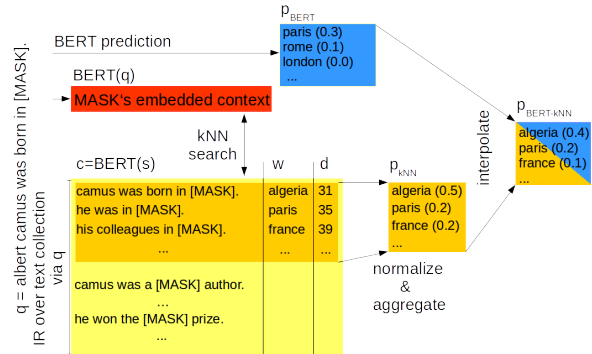 q = albert camus was born in [MASK].
IR over text collection
via q
BERT prediction
p_BERT
paris (0.3)
rome (0.1)
london (0.0)
...
BERT(q)
MASK's embedded context
kNN
search
c=BERT(s)
w
d
camus was born in [MASK].
algeria
31
he was in [MASK].
paris
35
his colleagues in [MASK].
france
39
...
...
...
camus was a [MASK] author.
...
he won the [MASK] prize.
...
p_kNN
algeria (0.5)
paris (0.2)
france (0.2)
...
normalize
&
aggregate
interpolate
p_BERT-kNN
algeria (0.4)
paris (0.2)
france (0.1)
...